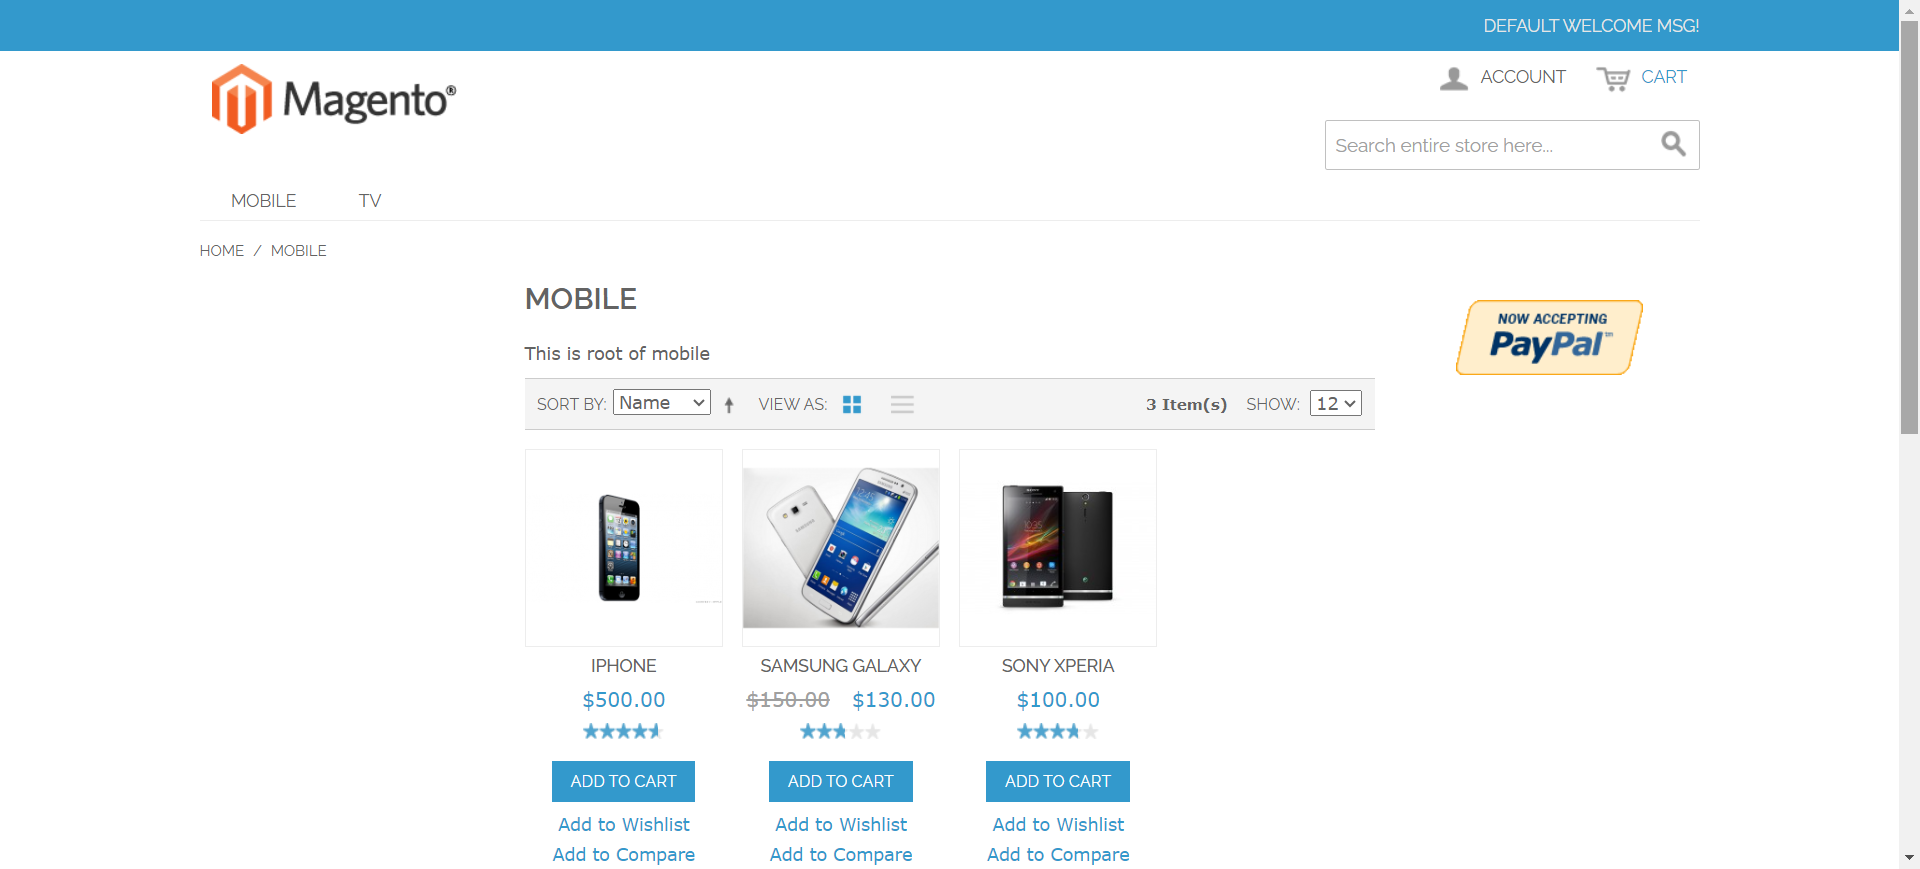 DEFAULT WELCOME MSG!
Magento®
ACCOUNT CART
Search entire store here...
MOBILE TV
HOME / MOBILE
MOBILE
NOW ACCEPTING
PayPal™
This is root of mobile
SORT BY: Name VIEW AS: 3 Item(s) SHOW: 12
IPHONE SAMSUNG GALAXY SONY XPERIA
$500.00 $150.00 $130.00 $100.00
ADD TO CART ADD TO CART ADD TO CART
Add to Wishlist Add to Wishlist Add to Wishlist
Add to Compare Add to Compare Add to Compare